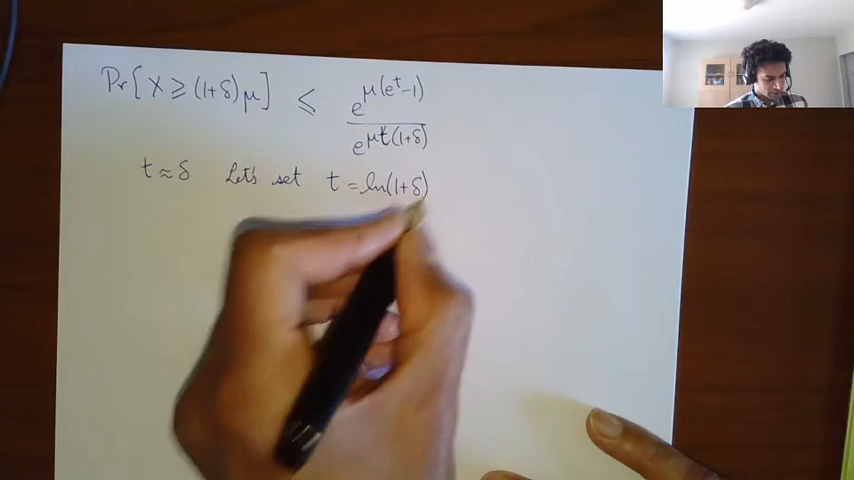 Pr[X ≥ (1+δ)μ] ≤ e^{μ(e^t-1)} / e^{μt(1+δ)}
t ≈ δ Let's set t = ln(1+δ)